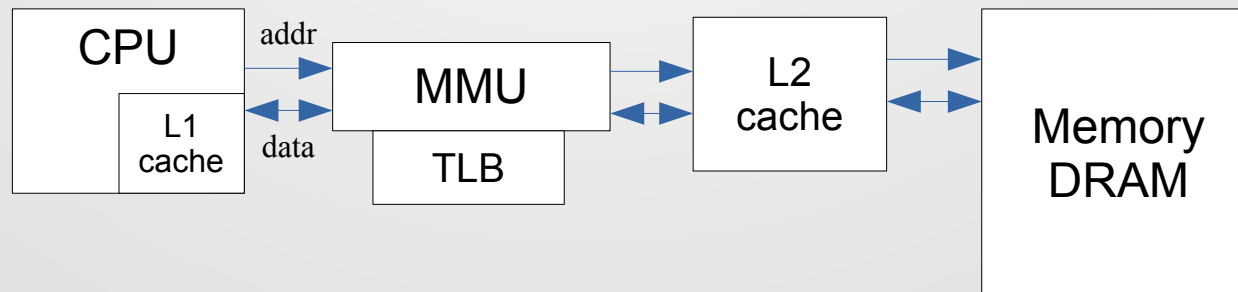 CPU
L1
cache
addr
data
MMU
TLB
L2
cache
Memory
DRAM